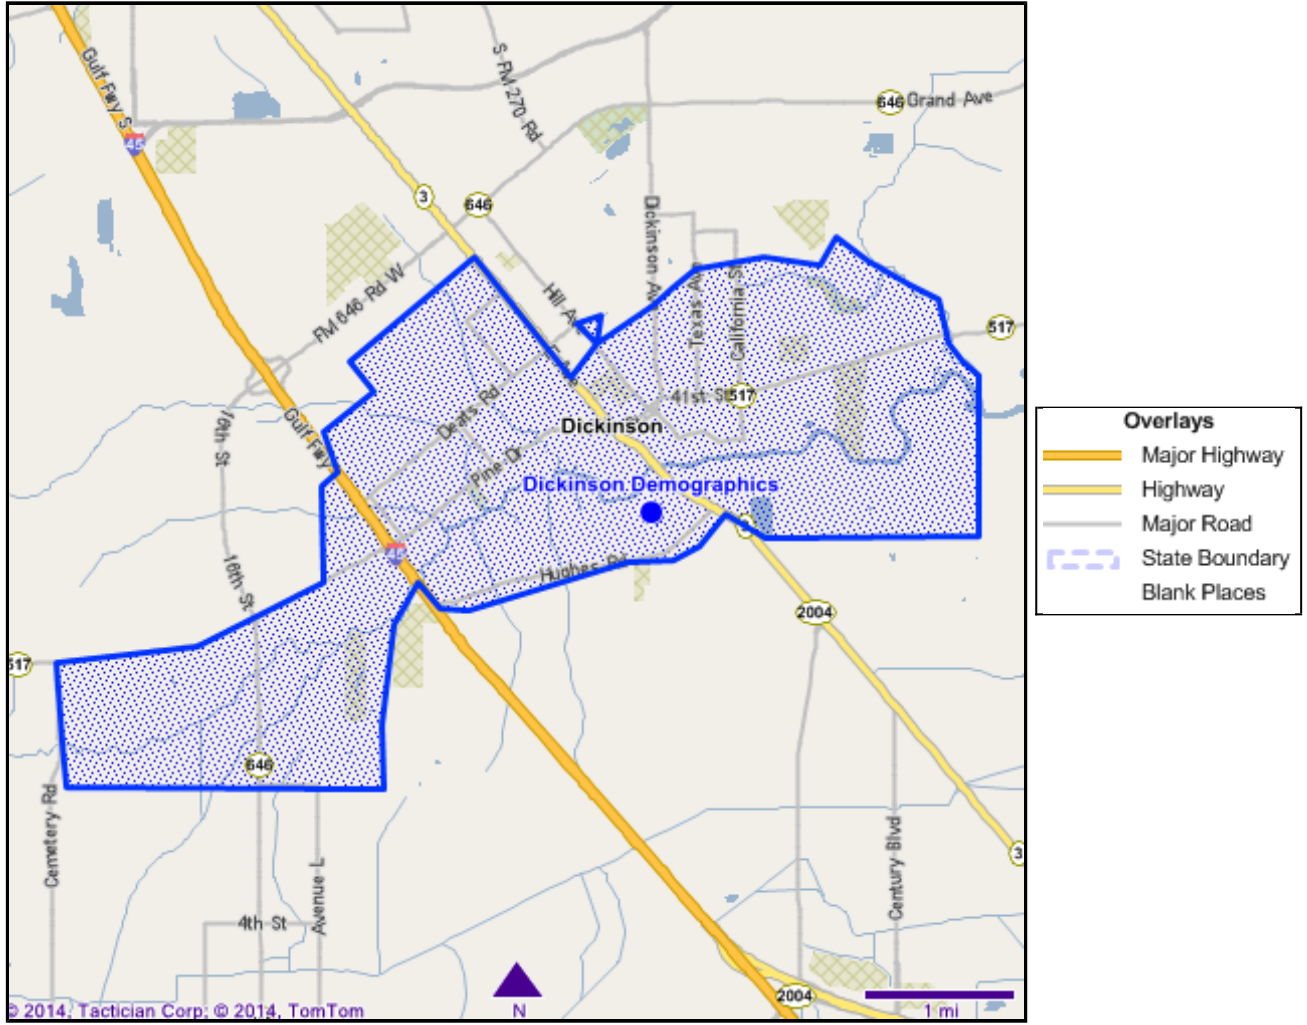 Gulf Fwy S
45
S FM 270 Rd
646
Grand Ave
3
646
Dickinson Av
FM 646 Rd W
Hill Av
Texas Ave
California St
517
Deats Rd
41st St
517
Gulf Fwy
16th St
Dickinson
Pine Dr
Dickinson Demographics
3
45
Hughes Rd
16th St
2004
517
646
Cemetery Rd
Avenue L
Century Blvd
3
4th St
2004
© 2014, Tactician Corp; © 2014, TomTom
N
1 mi
Overlays
Major Highway
Highway
Major Road
State Boundary
Blank Places